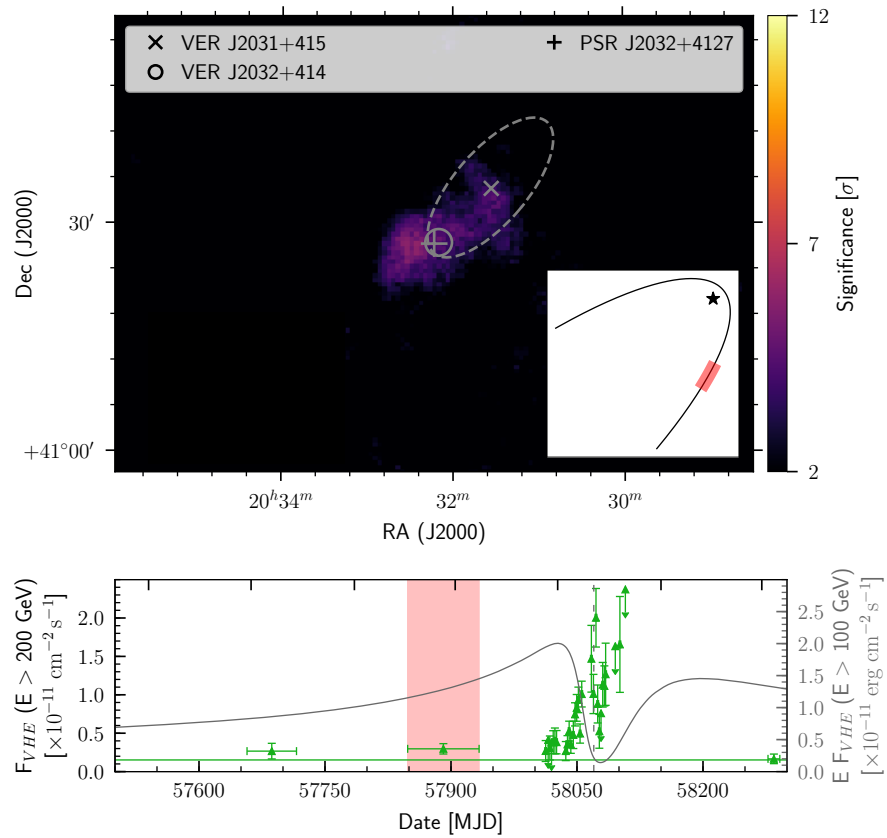 VER J2031+415
VER J2032+414
PSR J2032+4127
12
7
2
Significance [σ]
Dec (J2000)
30′
+41°00′
20ʰ34ᵐ
32ᵐ
30ᵐ
RA (J2000)
F_VHE (E > 200 GeV)
[×10⁻¹¹ cm⁻² s⁻¹]
2.0
1.5
1.0
0.5
0.0
2.5
2.0
1.5
1.0
0.5
0.0
E F_VHE (E > 100 GeV)
[×10⁻¹¹ erg cm⁻² s⁻¹]
57600
57750
57900
58050
58200
Date [MJD]